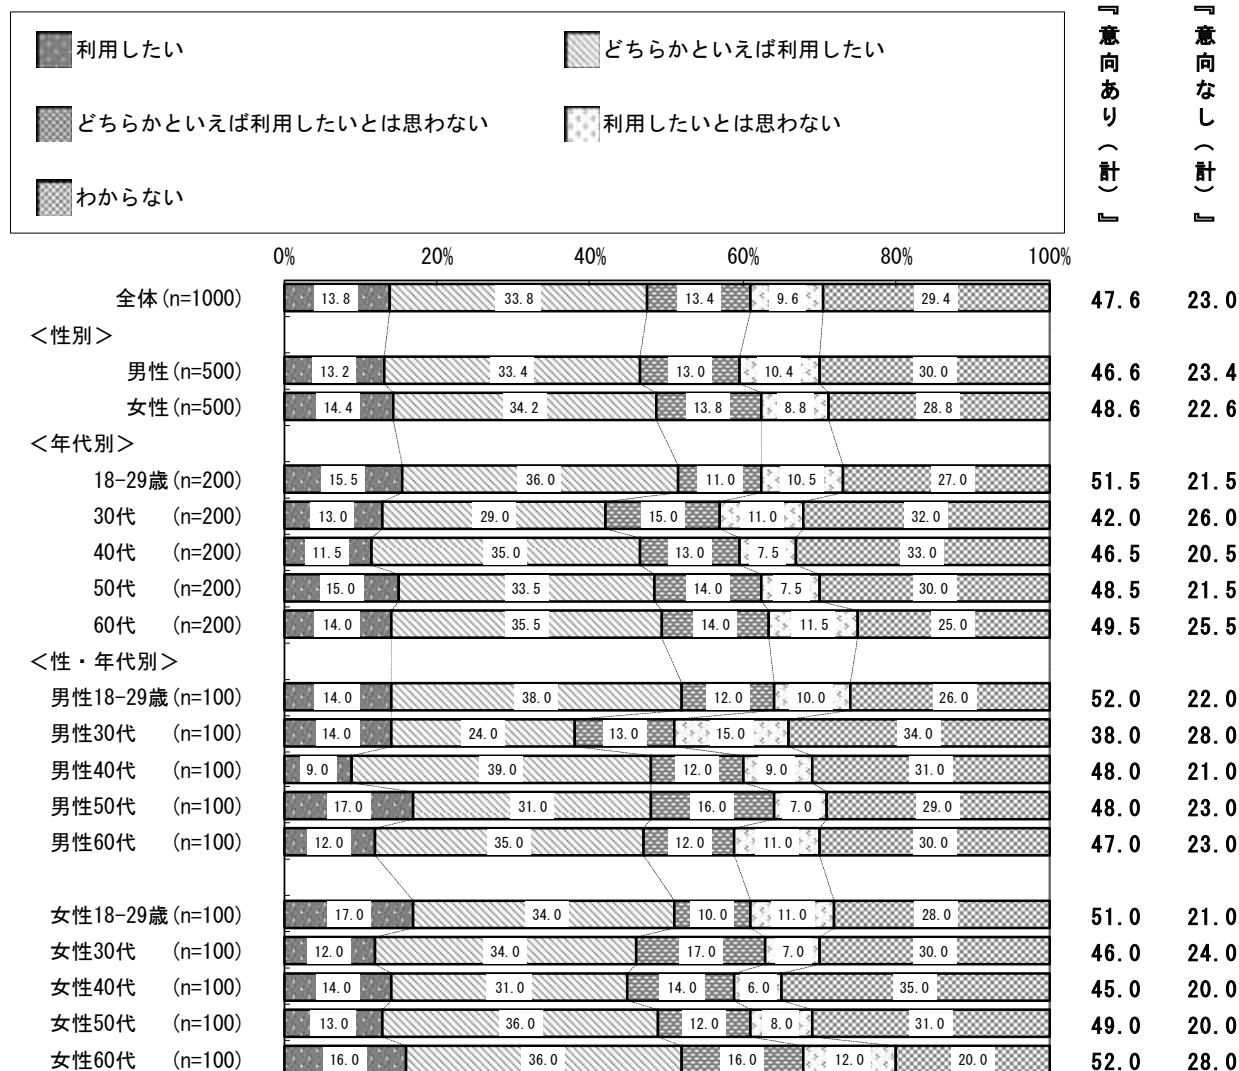 『意向あり（計）』
『意向なし（計）』
利用したい
どちらかといえば利用したい
どちらかといえば利用したいとは思わない
利用したいとは思わない
わからない
0% 20% 40% 60% 80% 100%
全体(n=1000) 13.8 33.8 13.4 9.6 29.4 47.6 23.0
＜性別＞
男性(n=500) 13.2 33.4 13.0 10.4 30.0 46.6 23.4
女性(n=500) 14.4 34.2 13.8 8.8 28.8 48.6 22.6
＜年代別＞
18-29歳(n=200) 15.5 36.0 11.0 10.5 27.0 51.5 21.5
30代 (n=200) 13.0 29.0 15.0 11.0 32.0 42.0 26.0
40代 (n=200) 11.5 35.0 13.0 7.5 33.0 46.5 20.5
50代 (n=200) 15.0 33.5 14.0 7.5 30.0 48.5 21.5
60代 (n=200) 14.0 35.5 14.0 11.5 25.0 49.5 25.5
＜性・年代別＞
男性18-29歳(n=100) 14.0 38.0 12.0 10.0 26.0 52.0 22.0
男性30代 (n=100) 14.0 24.0 13.0 15.0 34.0 38.0 28.0
男性40代 (n=100) 9.0 39.0 12.0 9.0 31.0 48.0 21.0
男性50代 (n=100) 17.0 31.0 16.0 7.0 29.0 48.0 23.0
男性60代 (n=100) 12.0 35.0 12.0 11.0 30.0 47.0 23.0
女性18-29歳(n=100) 17.0 34.0 10.0 11.0 28.0 51.0 21.0
女性30代 (n=100) 12.0 34.0 17.0 7.0 30.0 46.0 24.0
女性40代 (n=100) 14.0 31.0 14.0 6.0 35.0 45.0 20.0
女性50代 (n=100) 13.0 36.0 12.0 8.0 31.0 49.0 20.0
女性60代 (n=100) 16.0 36.0 16.0 12.0 20.0 52.0 28.0